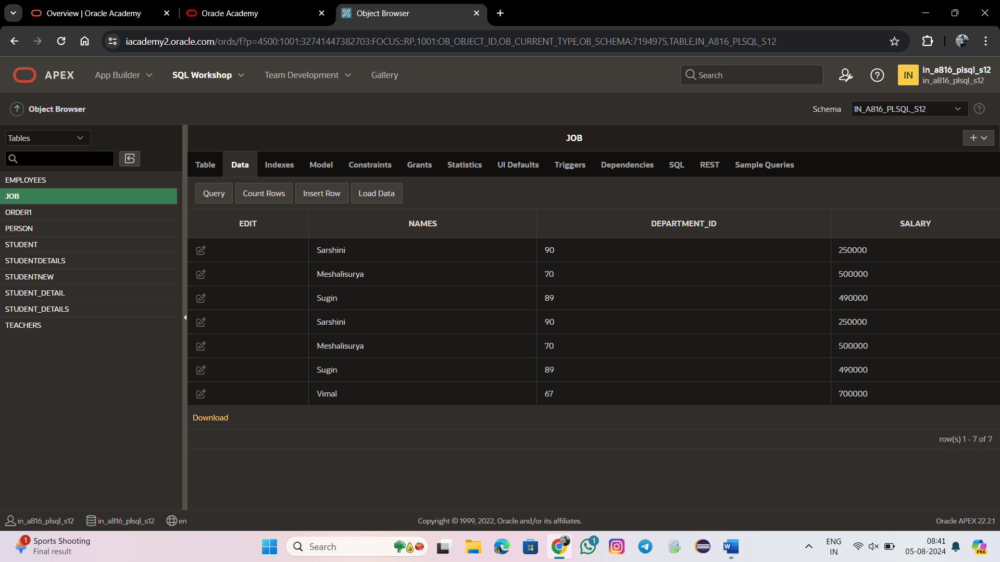 Overview | Oracle Academy
Oracle Academy
Object Browser
iacademy2.oracle.com/ords/f?p=4500:1001:32741447382703:FOCUS::RP,1001:OB_OBJECT_ID,OB_CURRENT_TYPE,OB_SCHEMA:7194975,TABLE,IN_A816_PLSQL_S12
APEX App Builder SQL Workshop Team Development Gallery Search IN in_a816_plsql_s12
in_a816_plsql_s12
Object Browser Schema IN_A816_PLSQL_S12
Tables
EMPLOYEES
JOB
ORDER1
PERSON
STUDENT
STUDENTDETAILS
STUDENTNEW
STUDENT_DETAIL
STUDENT_DETAILS
TEACHERS
JOB
Table Data Indexes Model Constraints Grants Statistics UI Defaults Triggers Dependencies SQL REST Sample Queries
Query Count Rows Insert Row Load Data
EDIT NAMES DEPARTMENT_ID SALARY
Sarshini 90 250000
Meshalisurya 70 500000
Sugin 89 490000
Sarshini 90 250000
Meshalisurya 70 500000
Sugin 89 490000
Vimal 67 700000
Download
row(s) 1 - 7 of 7
in_a816_plsql_s12 in_a816_plsql_s12 en Copyright © 1999, 2022, Oracle and/or its affiliates. Oracle APEX 22.2.1
1 Sports Shooting
Final result
Search
1
W
PRE
ENG
IN
08:41
05-08-2024